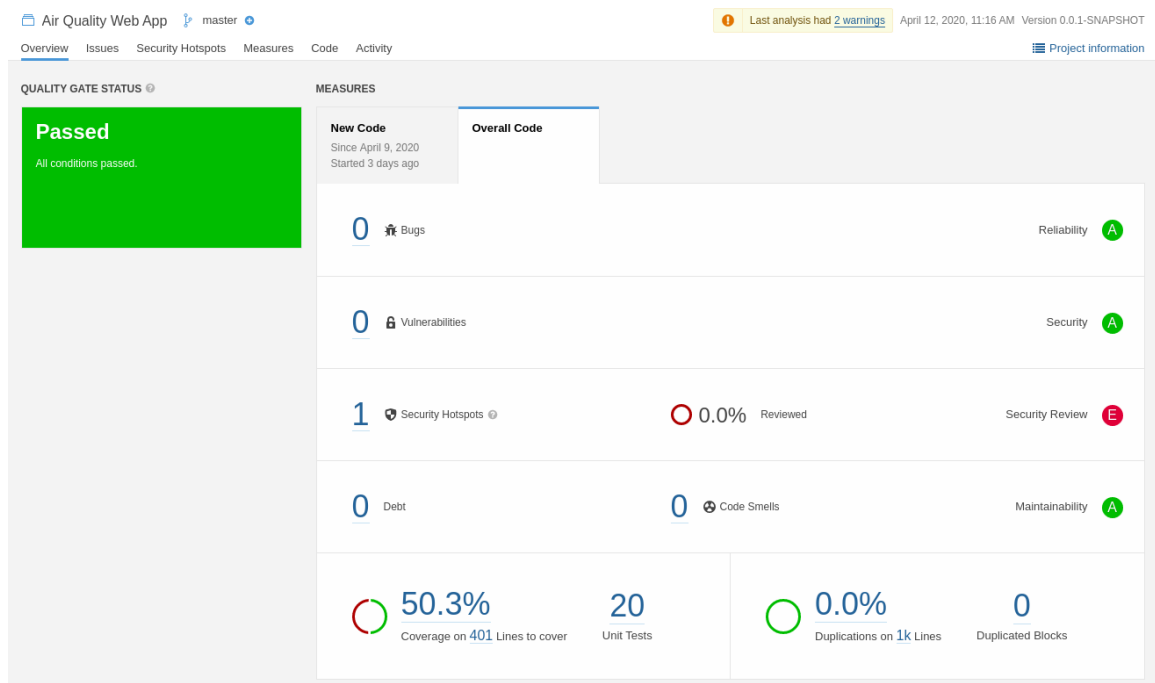 Air Quality Web App master Last analysis had 2 warnings April 12, 2020, 11:16 AM Version 0.0.1-SNAPSHOT
Overview Issues Security Hotspots Measures Code Activity Project information
QUALITY GATE STATUS ?
MEASURES
Passed
All conditions passed.
New Code
Since April 9, 2020
Started 3 days ago
Overall Code
0 Bugs Reliability A
0 Vulnerabilities Security A
1 Security Hotspots ? 0.0% Reviewed Security Review E
0 Debt 0 Code Smells Maintainability A
50.3%
Coverage on 401 Lines to cover
20
Unit Tests
0.0%
Duplications on 1k Lines
0
Duplicated Blocks